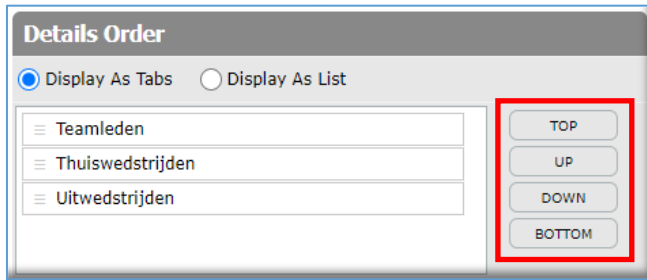 Details Order
Display As Tabs Display As List
Teamleden
Thuiswedstrijden
Uitwedstrijden
TOP
UP
DOWN
BOTTOM